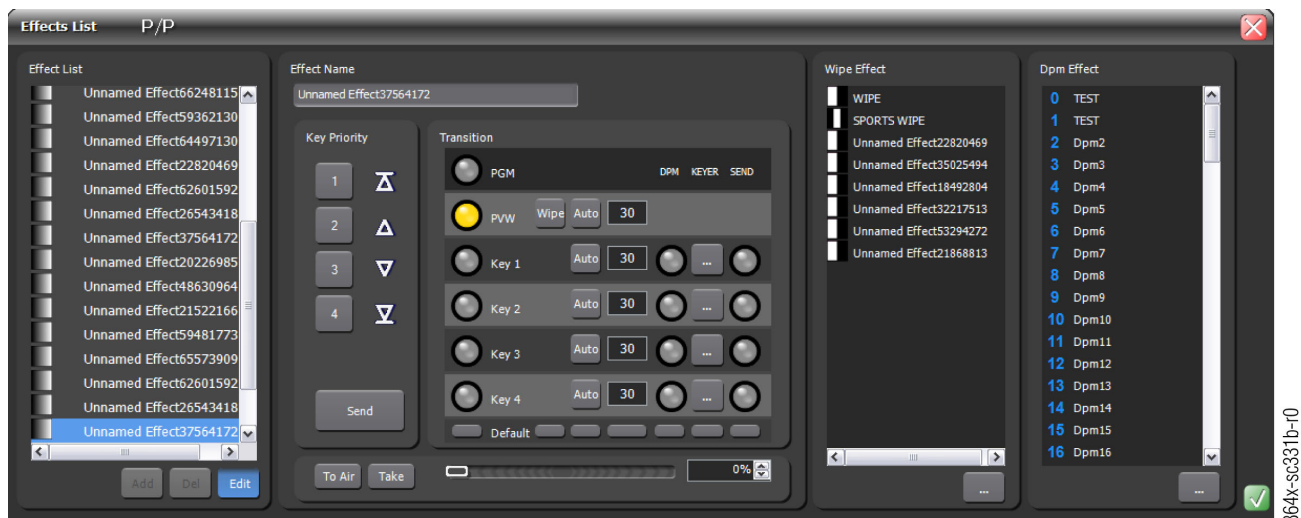 Effects List P/P
Effect List
Unnamed Effect66248115
Unnamed Effect59362130
Unnamed Effect64497130
Unnamed Effect22820469
Unnamed Effect62601592
Unnamed Effect26543418
Unnamed Effect37564172
Unnamed Effect20226985
Unnamed Effect48630964
Unnamed Effect21522166
Unnamed Effect59481773
Unnamed Effect65573909
Unnamed Effect62601592
Unnamed Effect26543418
Unnamed Effect37564172
Add Del Edit
Effect Name
Unnamed Effect37564172
Key Priority
1
2
3
4
Send
Transition
PGM DPM KEYER SEND
PVW Wipe Auto 30
Key 1 Auto 30 ...
Key 2 Auto 30 ...
Key 3 Auto 30 ...
Key 4 Auto 30 ...
Default
To Air Take 0%
Wipe Effect
WIPE
SPORTS WIPE
Unnamed Effect22820469
Unnamed Effect35025494
Unnamed Effect18492804
Unnamed Effect32217513
Unnamed Effect53294272
Unnamed Effect21868813
...
Dpm Effect
0 TEST
1 TEST
2 Dpm2
3 Dpm3
4 Dpm4
5 Dpm5
6 Dpm6
7 Dpm7
8 Dpm8
9 Dpm9
10 Dpm10
11 Dpm11
12 Dpm12
13 Dpm13
14 Dpm14
15 Dpm15
16 Dpm16
...
864x-sc331b-r0